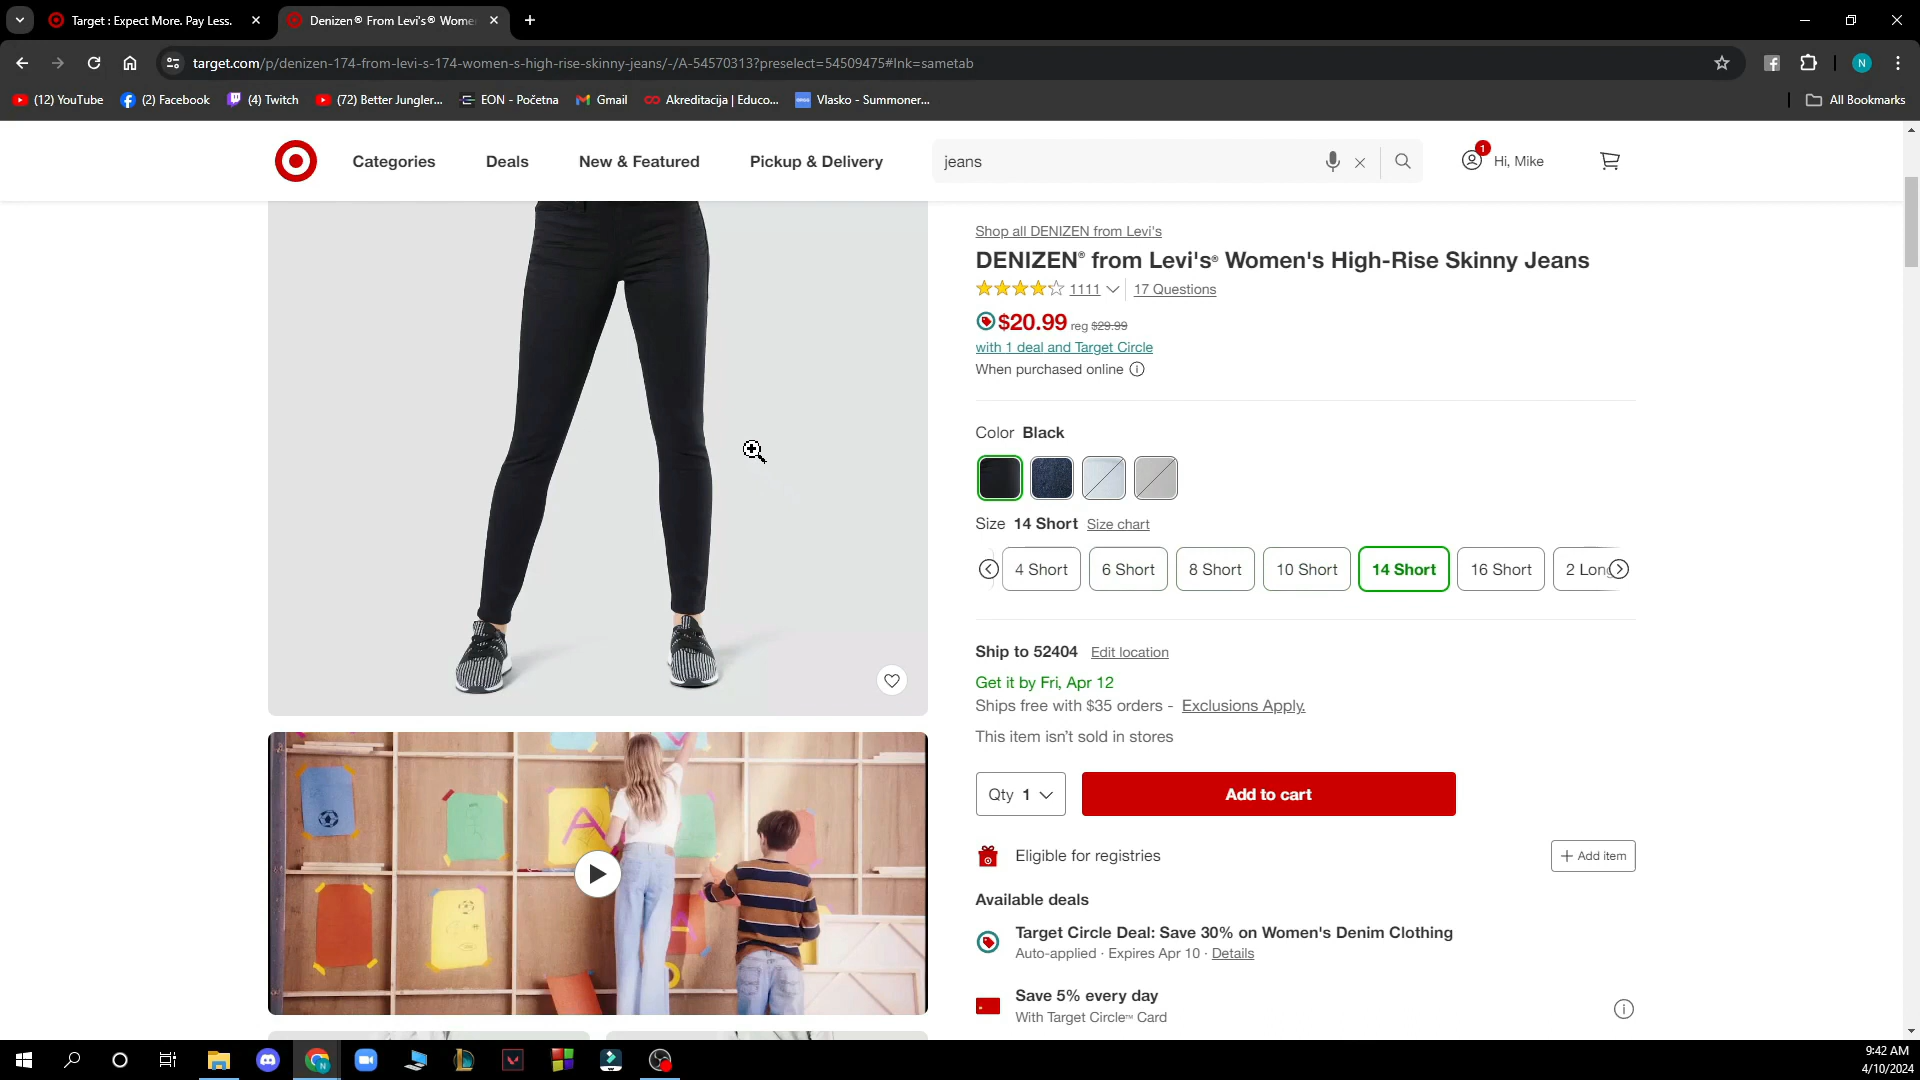 Target : Expect More. Pay Less.
Denizen® From Levi's® Wome
target.com/p/denizen-174-from-levi-s-174-women-s-high-rise-skinny-jeans/-/A-54570313?preselect=54509475#lnk=sametab
N
(12) YouTube
(2) Facebook
(4) Twitch
(72) Better Jungler...
EON - Početna
Gmail
Akreditacija | Educo...
Vlasko - Summoner...
All Bookmarks
Categories
Deals
New & Featured
Pickup & Delivery
jeans
1
Hi, Mike
Shop all DENIZEN from Levi's
DENIZEN® from Levi's® Women's High-Rise Skinny Jeans
1111
17 Questions
$20.99 reg $29.99
with 1 deal and Target Circle
When purchased online
Color Black
Size 14 Short Size chart
4 Short
6 Short
8 Short
10 Short
14 Short
16 Short
2 Long
Ship to 52404 Edit location
Get it by Fri, Apr 12
Ships free with $35 orders - Exclusions Apply.
This item isn't sold in stores
Qty 1
Add to cart
Eligible for registries
+ Add item
Available deals
Target Circle Deal: Save 30% on Women's Denim Clothing
Auto-applied · Expires Apr 10 · Details
Save 5% every day
With Target Circle™ Card
A
9:42 AM
4/10/2024